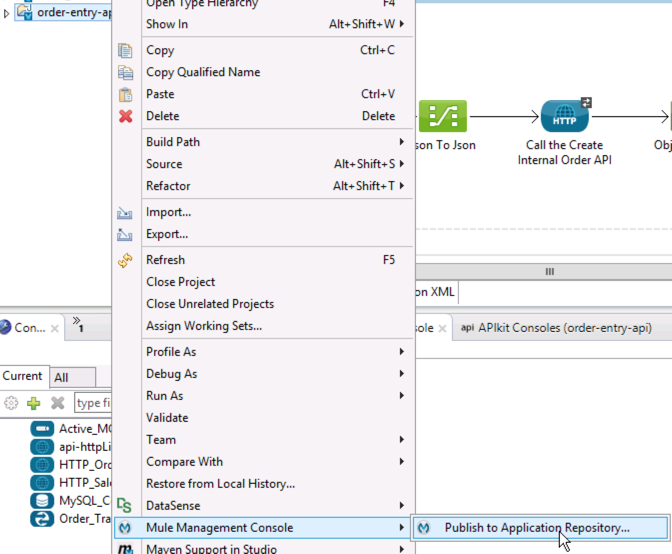 order-entry-ap
Open Type Hierarchy F4
Show In Alt+Shift+W
Copy Ctrl+C
Copy Qualified Name
Paste Ctrl+V
Delete Delete
Build Path
Source Alt+Shift+S
Refactor Alt+Shift+T
Import...
Export...
Refresh F5
Close Project
Close Unrelated Projects
Assign Working Sets...
Profile As
Debug As
Run As
Validate
Team
Compare With
Restore from Local History...
DataSense
Mule Management Console
Maven Support in Studio
Publish to Application Repository...
son To Json
HTTP
Call the Create
Internal Order API
Obj
on XML
Con...
1
sole
api APIkit Consoles (order-entry-api)
Current All
type fi
Active_M
api-httpLi
HTTP_Ord
HTTP_Sal
MySQL_C
Order_Tra
DS